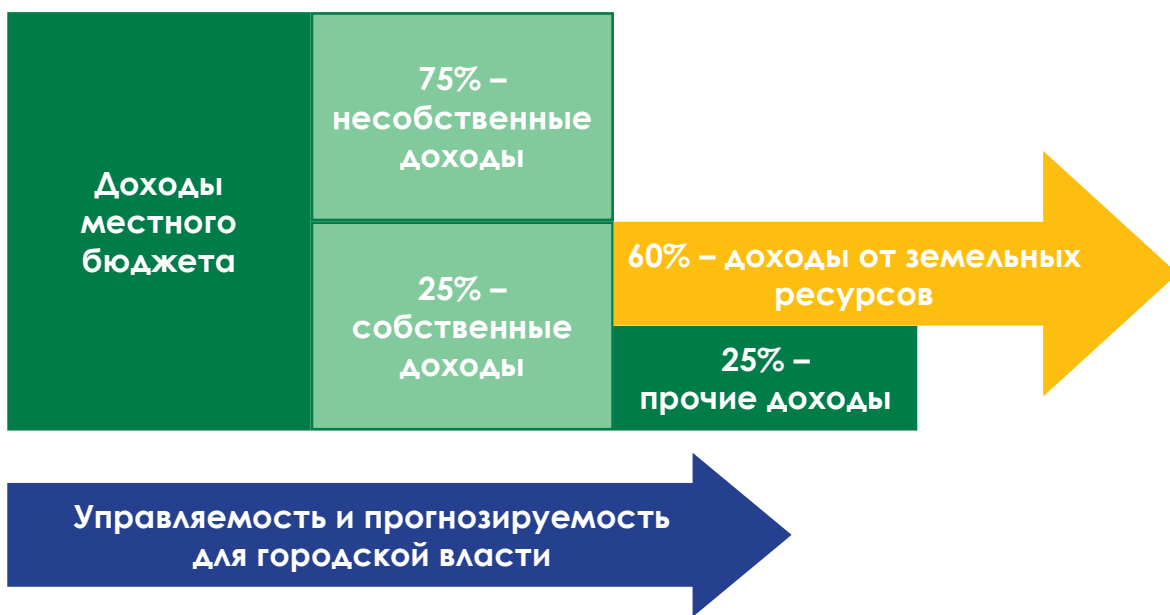 Доходы
местного
бюджета
75% –
несобственные
доходы
25% –
собственные
доходы
60% – доходы от земельных
ресурсов
25% –
прочие доходы
Управляемость и прогнозируемость
для городской власти